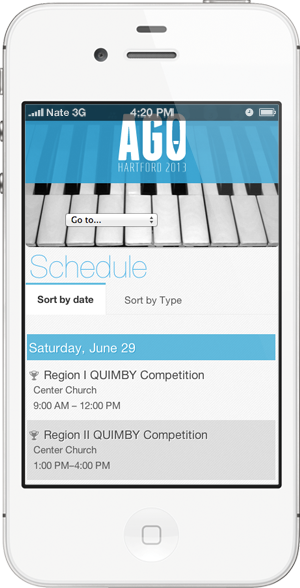 Nate 3G 4:20 PM
AGO
HARTFORD 2013
Go to...
Schedule
Sort by date Sort by Type
Saturday, June 29
Region I QUIMBY Competition
Center Church
9:00 AM – 12:00 PM
Region II QUIMBY Competition
Center Church
1:00 PM–4:00 PM